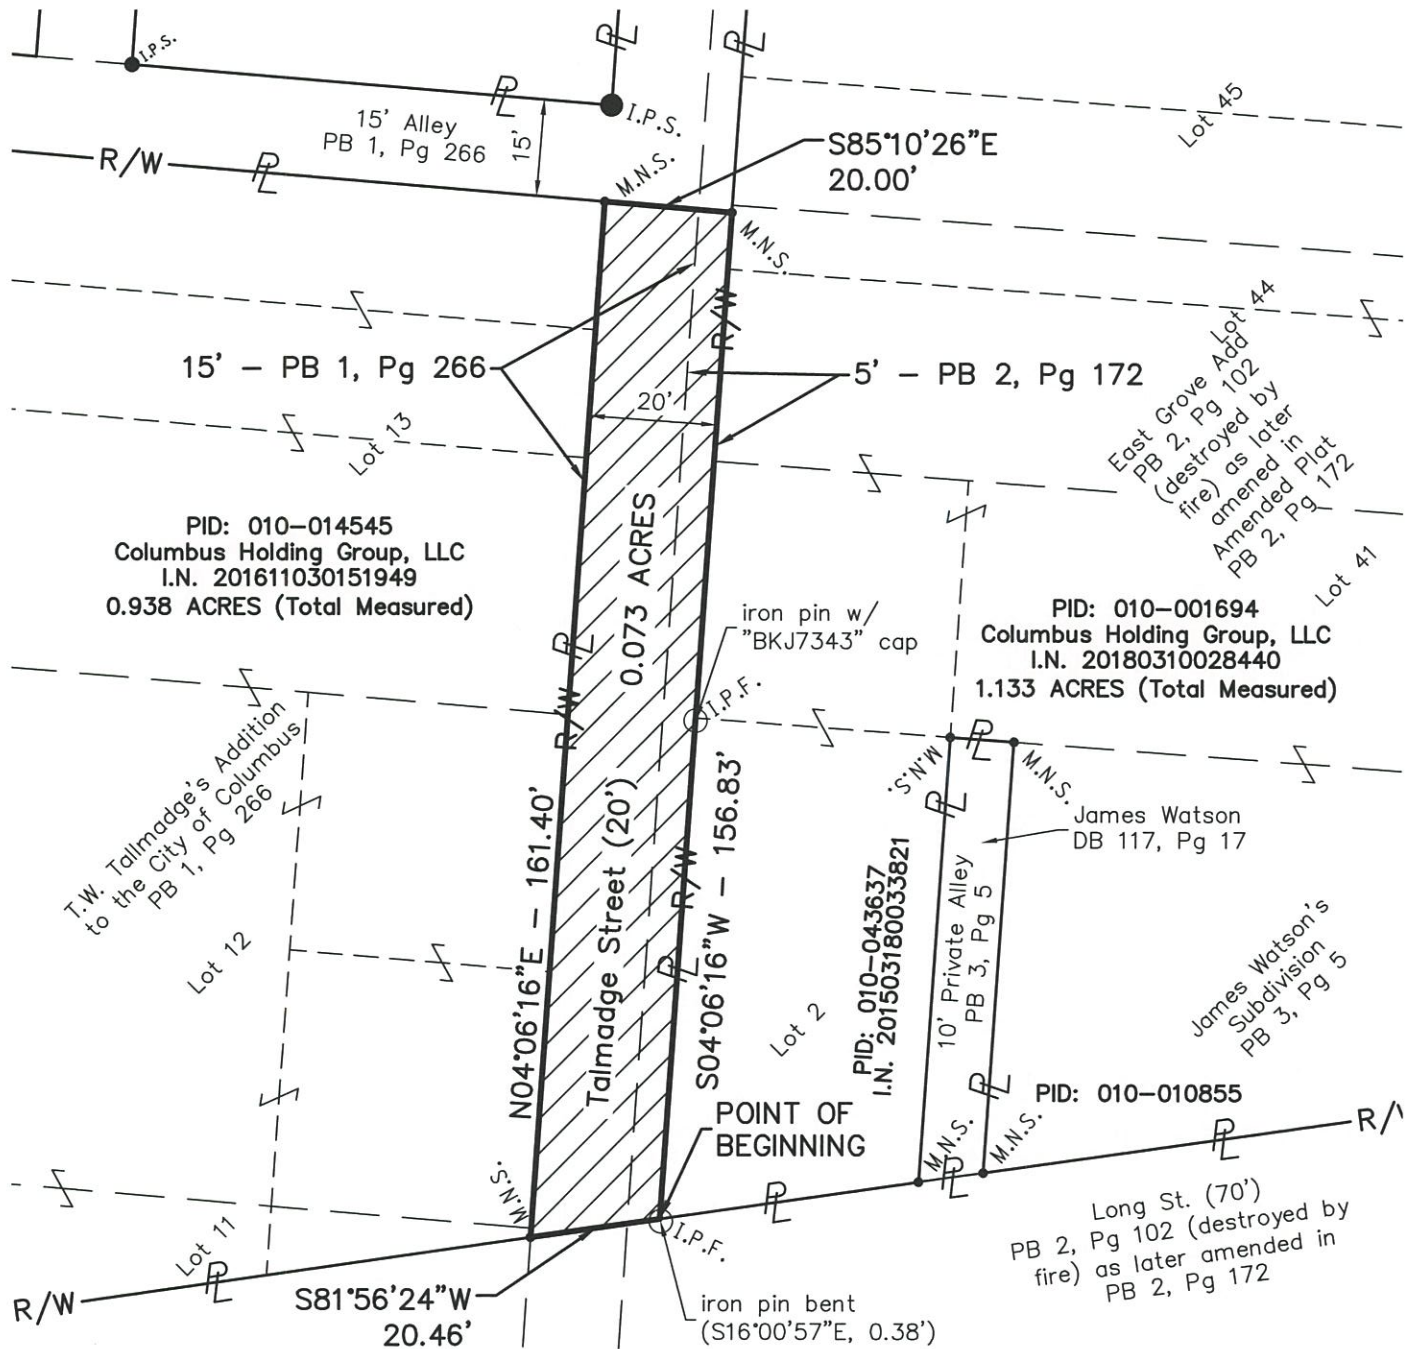 I.P.S.
PL
PL
PL
15' Alley
PB 1, Pg 266
15'
I.P.S.
Lot 45
R/W
PL
M.N.S.
S85°10'26"E
20.00'
M.N.S.
Lot 44
R/W
15' - PB 1, Pg 266
5' - PB 2, Pg 172
20'
East Grove Add
PB 2, Pg 102
(destroyed by
fire) as later
amened in
Amended Plat
PB 2, Pg 172
Lot 13
Lot 41
PID: 010-014545
Columbus Holding Group, LLC
I.N. 201611030151949
0.938 ACRES (Total Measured)
0.073 ACRES
iron pin w/
"BKJ7343" cap
PID: 010-001694
Columbus Holding Group, LLC
I.N. 20180310028440
1.133 ACRES (Total Measured)
PL
R/W
I.P.F.
T.W. Tallmadge's Addition
to the City of Columbus
PB 1, Pg 266
PL
M.N.S.
M.N.S.
PL
James Watson
DB 117, Pg 17
N04°06'16"E - 161.40'
Talmadge Street (20')
S04°06'16"W - 156.83'
R/W
PL
PID: 010-043637
I.N. 201503180033821
10' Private Alley
PB 3, Pg 5
Lot 12
Lot 2
James Watson's
Subdivision
PB 3, Pg 5
PL
PID: 010-010855
POINT OF
BEGINNING
M.N.S.
M.N.S.
PL
PL
R/
M.N.S.
PL
I.P.F.
Long St. (70')
PB 2, Pg 102 (destroyed by
fire) as later amended in
PB 2, Pg 172
Lot 11
PL
R/W
S81°56'24"W
20.46'
iron pin bent
(S16°00'57"E, 0.38')